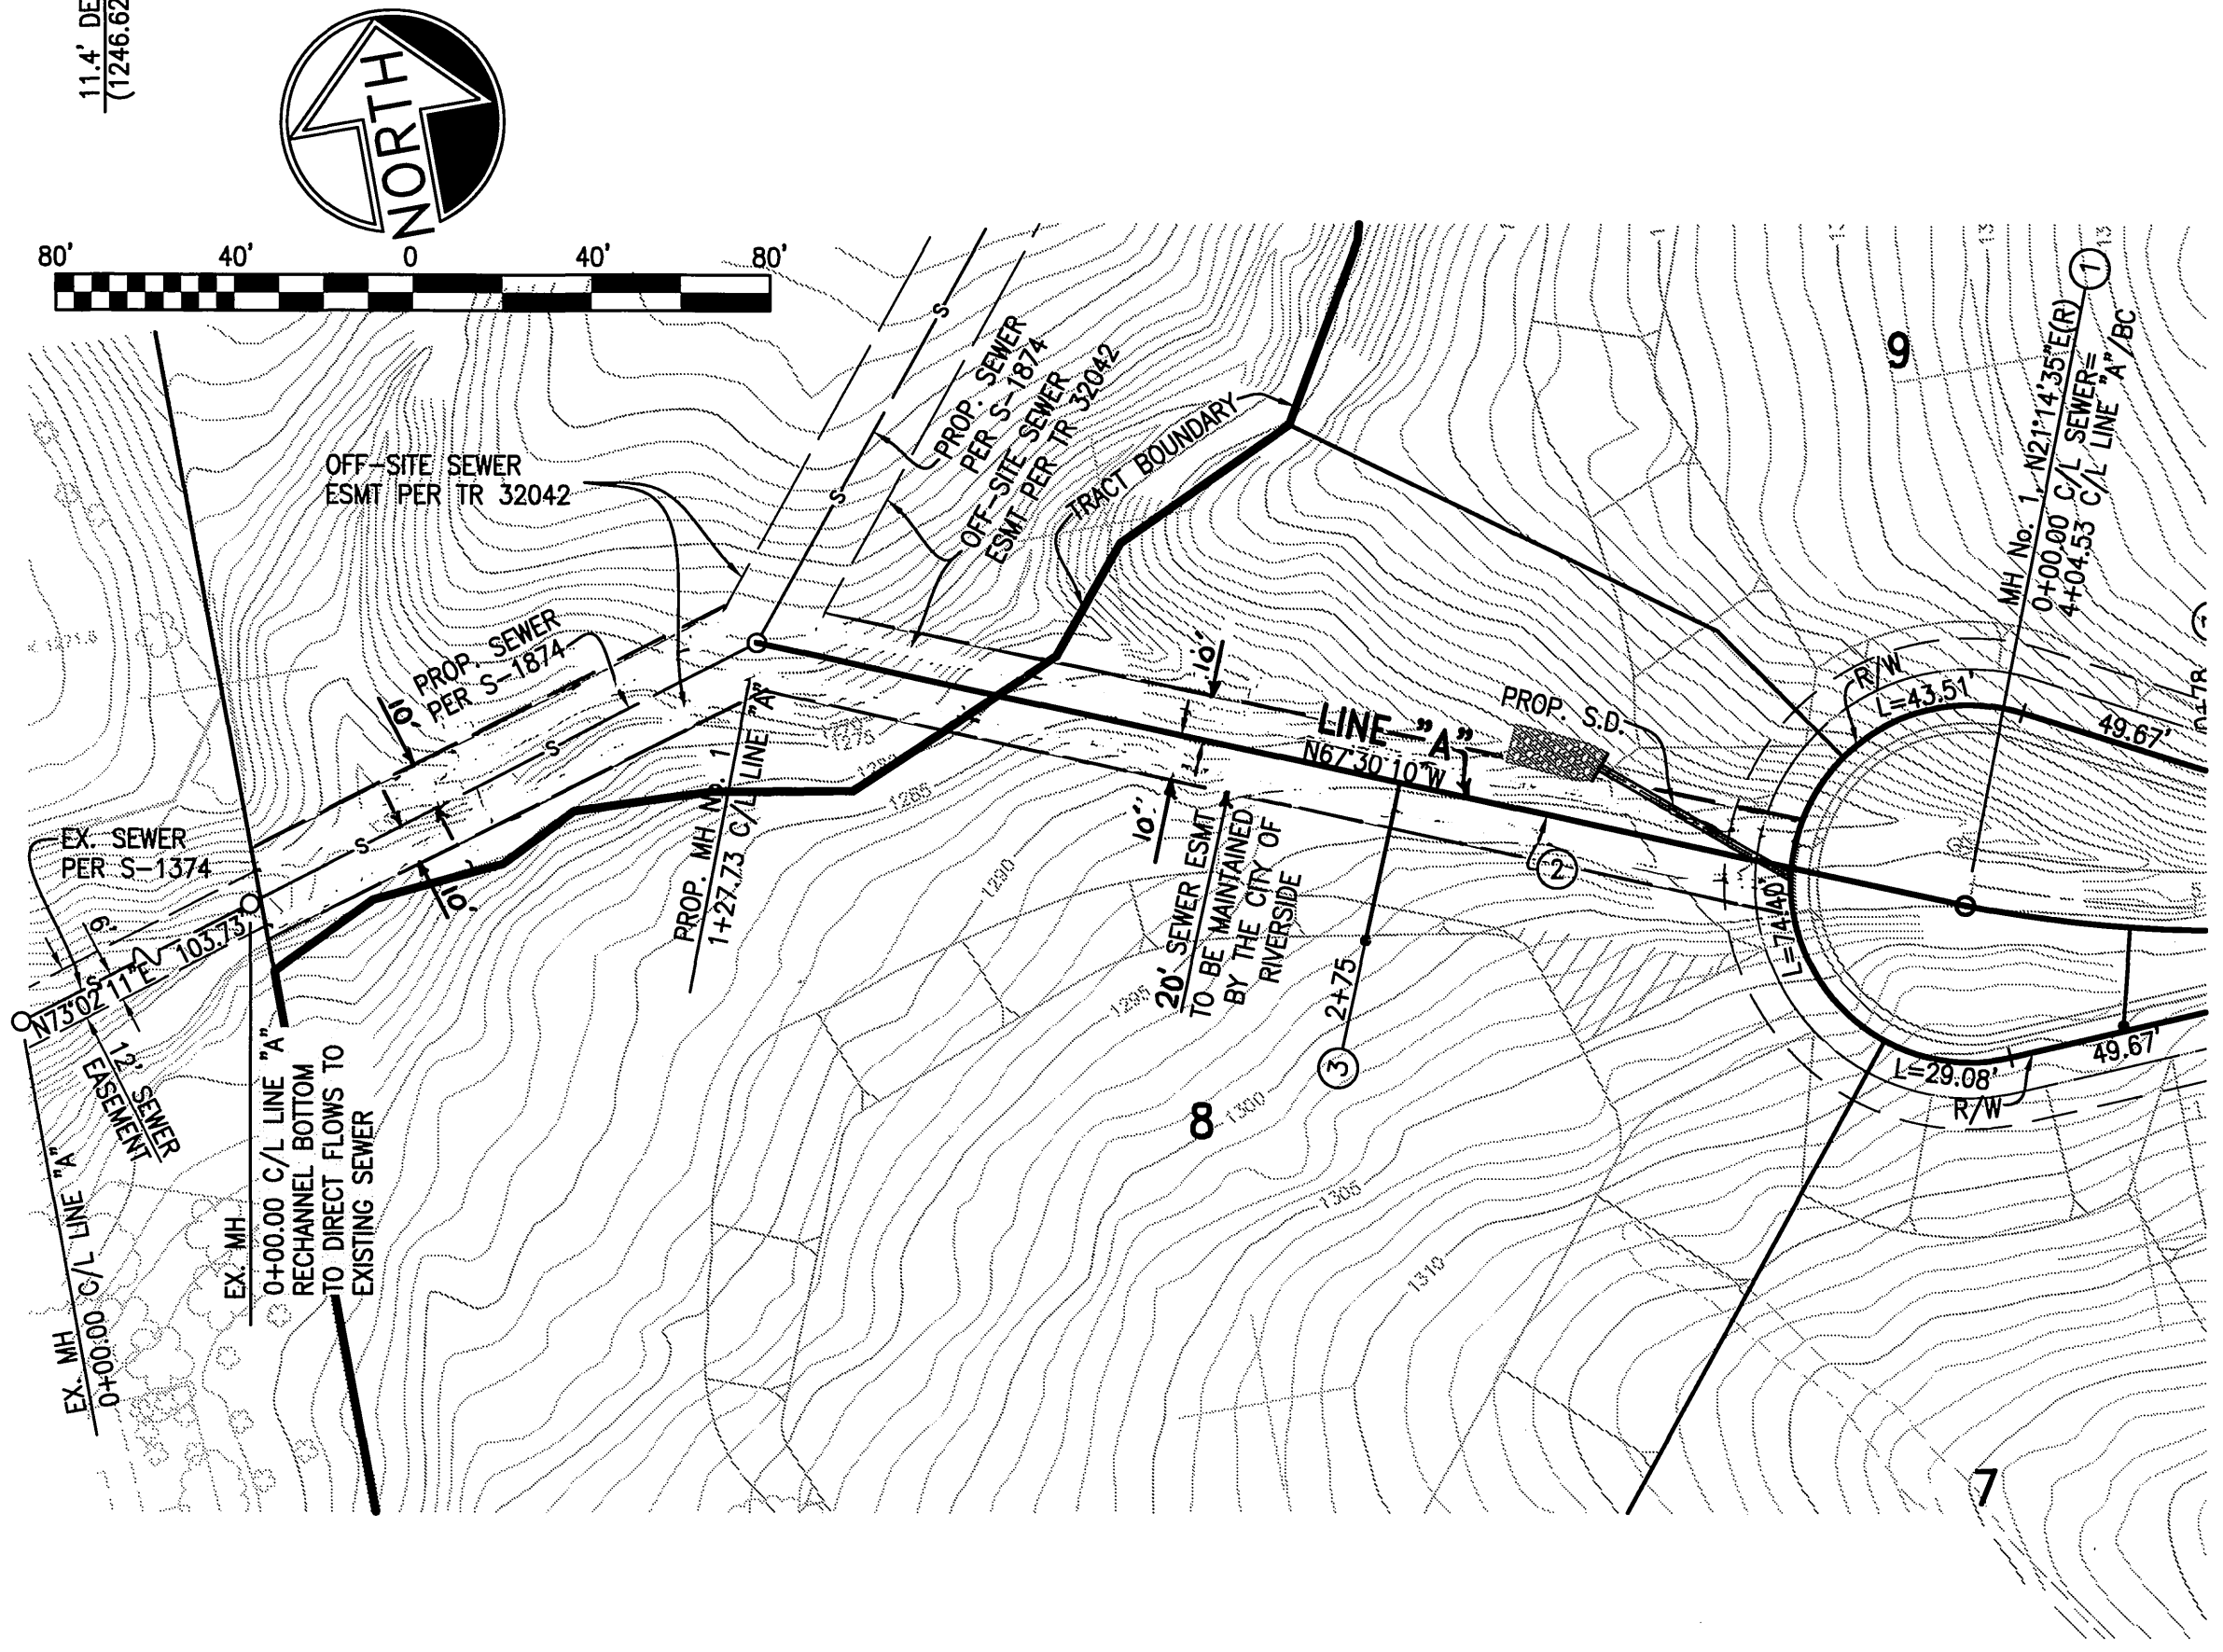 11.4' DE
(1246.62
NORTH
80' 40' 0 40' 80'
OFF-SITE SEWER
ESMT PER TR 32042
PROP. SEWER
PER S-1874
OFF-SITE SEWER
ESMT PER TR 32042
TRACT BOUNDARY
9
MH No. 1, N21°14'35"E(R)
0+00.00 C/L SEWER=
4+04.53 C/L LINE "A"/BC
1
PROP. SEWER
PER S-1874
10'
10'
10'
LINE "A"
N67°30'10"W
PROP. S.D.
R/W
L=43.51'
49.67'
EX. SEWER
PER S-1374
6'
N73°02'11"E 103.73'
12' SEWER
EASEMENT
PROP. MH NO. 1
1+27.73 C/L LINE "A"
1275
1285
1290
1295
10'
20' SEWER ESMT
TO BE MAINTAINED
BY THE CITY OF
RIVERSIDE
2
2+75
3
L=74.40'
L=29.08'
49.67'
R/W
EX. MH
0+00.00 C/L LINE "A"
EX. MH
0+00.00 C/L LINE "A"
RECHANNEL BOTTOM
TO DIRECT FLOWS TO
EXISTING SEWER
8
1300
1305
1310
7
S
S
S
S
S